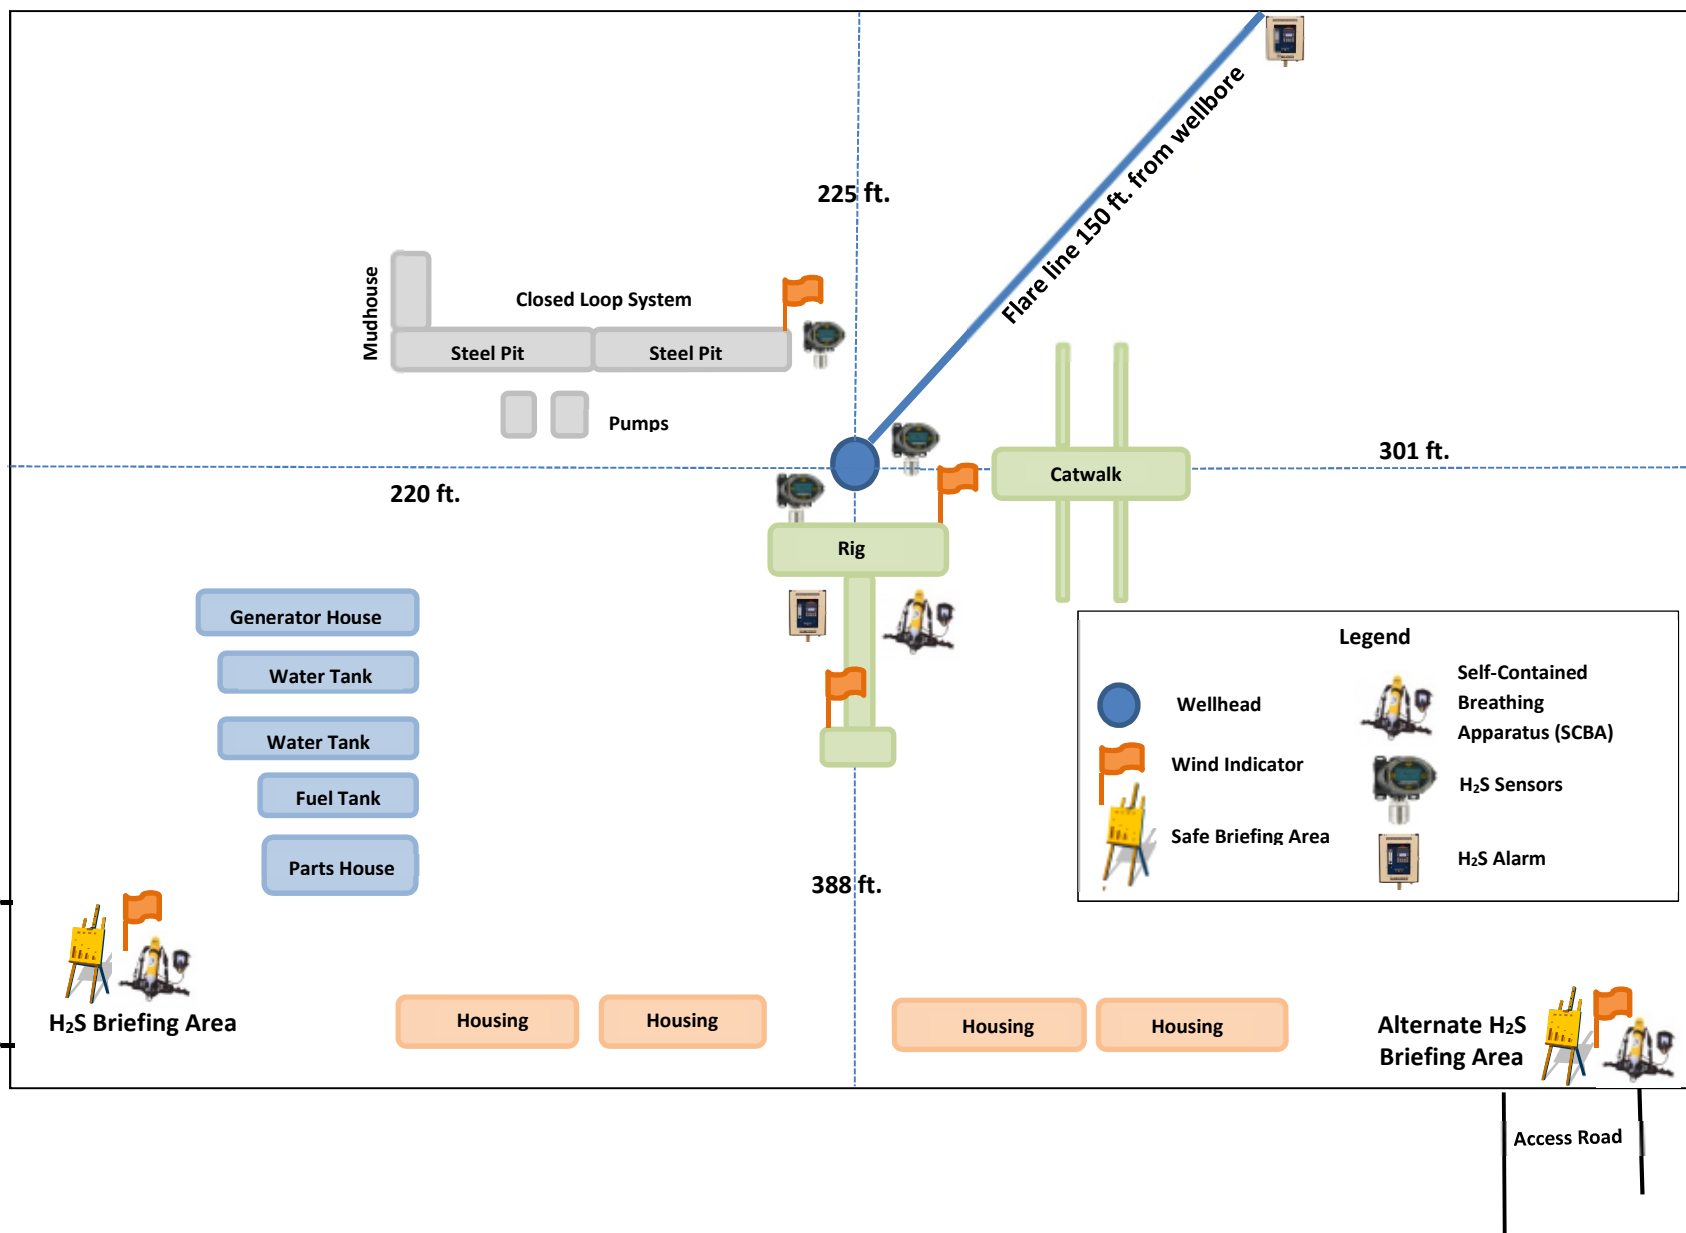 Flare line 150 ft. from wellbore
225 ft.
Mudhouse
Closed Loop System
Steel Pit
Steel Pit
Pumps
301 ft.
Catwalk
220 ft.
Rig
Generator House
Water Tank
Water Tank
Fuel Tank
Parts House
388 ft.
Legend
Wellhead
Wind Indicator
Safe Briefing Area
Self-Contained
Breathing
Apparatus (SCBA)
H₂S Sensors
H₂S Alarm
H₂S Briefing Area
Housing
Housing
Housing
Housing
Alternate H₂S
Briefing Area
Access Road